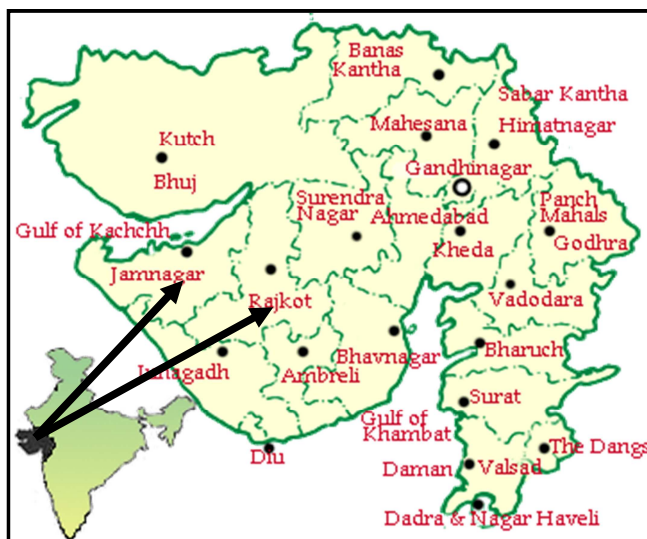 Banas
Kantha
Sabar Kantha
Mahesana
Himatnagar
Kutch
Gandhinagar
Bhuj
Surendra
Nagar
Panch
Mahals
Ahmedabad
Gulf of Kachchh
Kheda
Godhra
Jamnagar
Rajkot
Vadodara
Bhavnagar
Bharuch
Junagadh
Ambreli
Surat
Gulf of
Khambat
Diu
The Dangs
Daman
Valsad
Dadra & Nagar Haveli